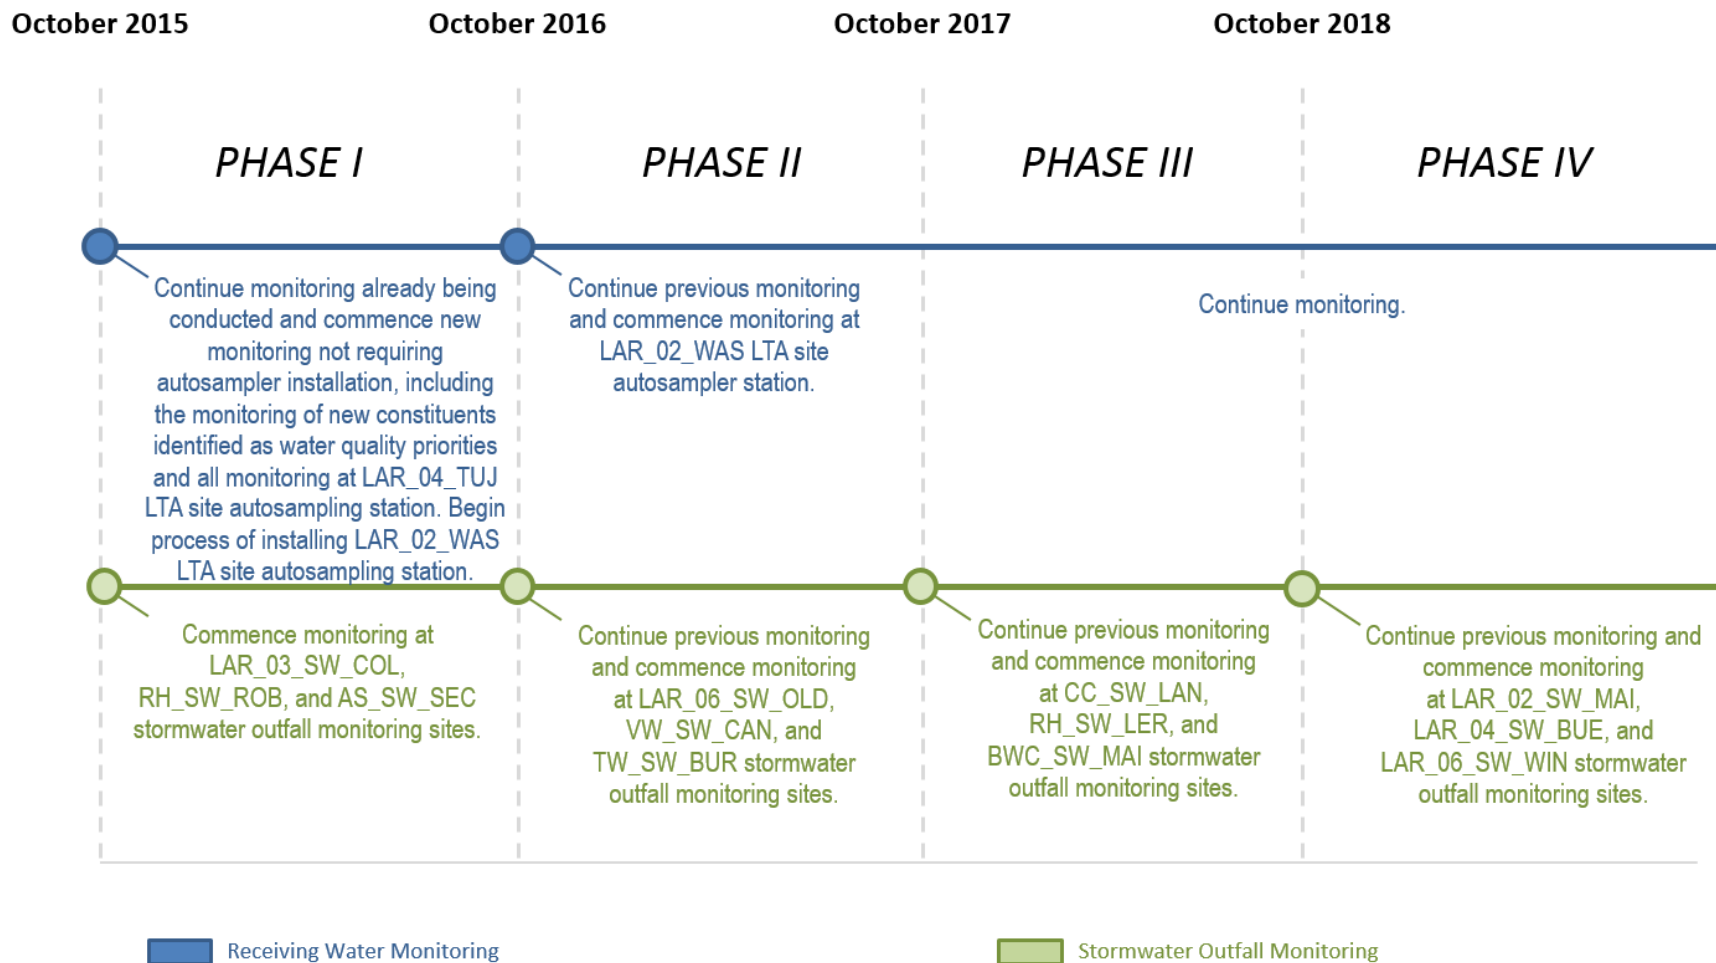 October 2015
October 2016
October 2017
October 2018
PHASE I
PHASE II
PHASE III
PHASE IV
Continue monitoring already being
conducted and commence new
monitoring not requiring
autosampler installation, including
the monitoring of new constituents
identified as water quality priorities
and all monitoring at LAR_04_TUJ
LTA site autosampling station. Begin
process of installing LAR_02_WAS
LTA site autosampling station.
Continue previous monitoring
and commence monitoring at
LAR_02_WAS LTA site
autosampler station.
Continue monitoring.
Commence monitoring at
LAR_03_SW_COL,
RH_SW_ROB, and AS_SW_SEC
stormwater outfall monitoring sites.
Continue previous monitoring
and commence monitoring
at LAR_06_SW_OLD,
VW_SW_CAN, and
TW_SW_BUR stormwater
outfall monitoring sites.
Continue previous monitoring
and commence monitoring
at CC_SW_LAN,
RH_SW_LER, and
BWC_SW_MAI stormwater
outfall monitoring sites.
Continue previous monitoring and
commence monitoring
at LAR_02_SW_MAI,
LAR_04_SW_BUE, and
LAR_06_SW_WIN stormwater
outfall monitoring sites.
Receiving Water Monitoring
Stormwater Outfall Monitoring